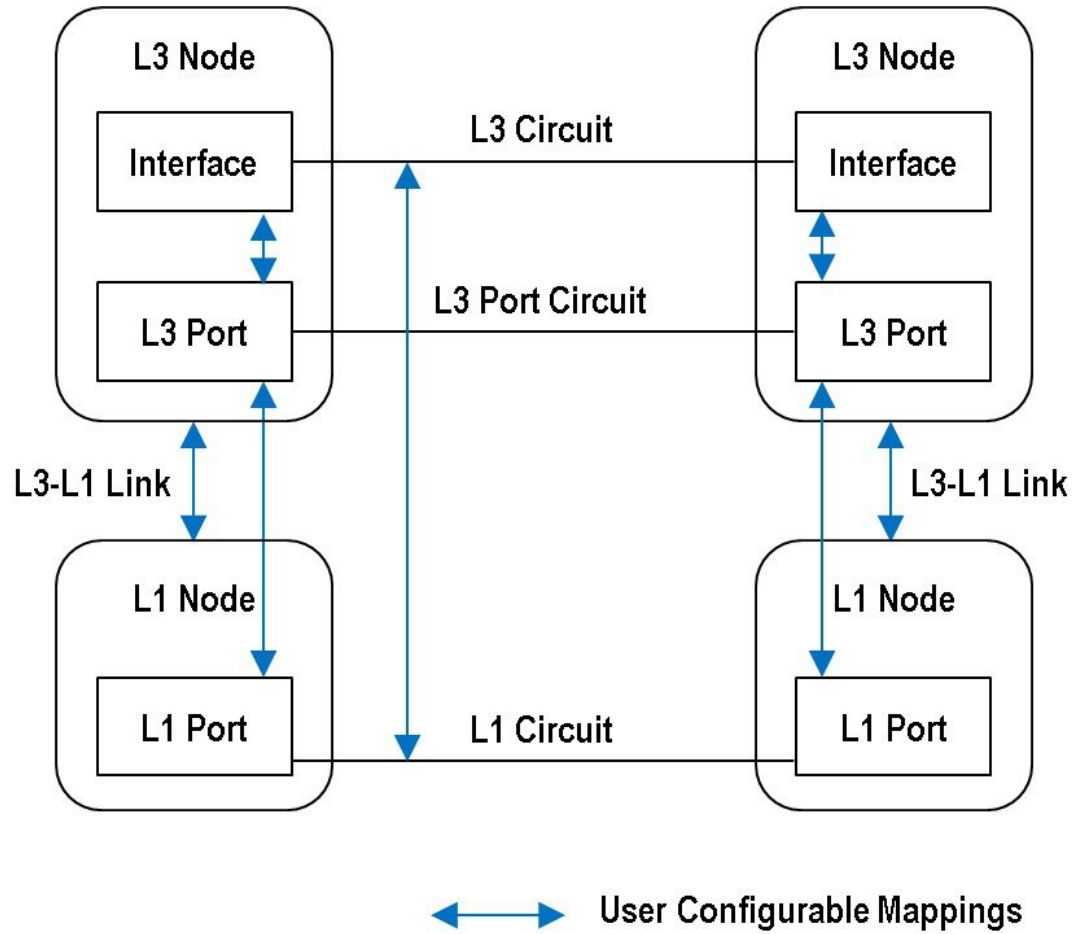 L3 Node
L3 Node
L3 Circuit
Interface
Interface
L3 Port Circuit
L3 Port
L3 Port
L3-L1 Link
L3-L1 Link
L1 Node
L1 Node
L1 Circuit
L1 Port
L1 Port
User Configurable Mappings